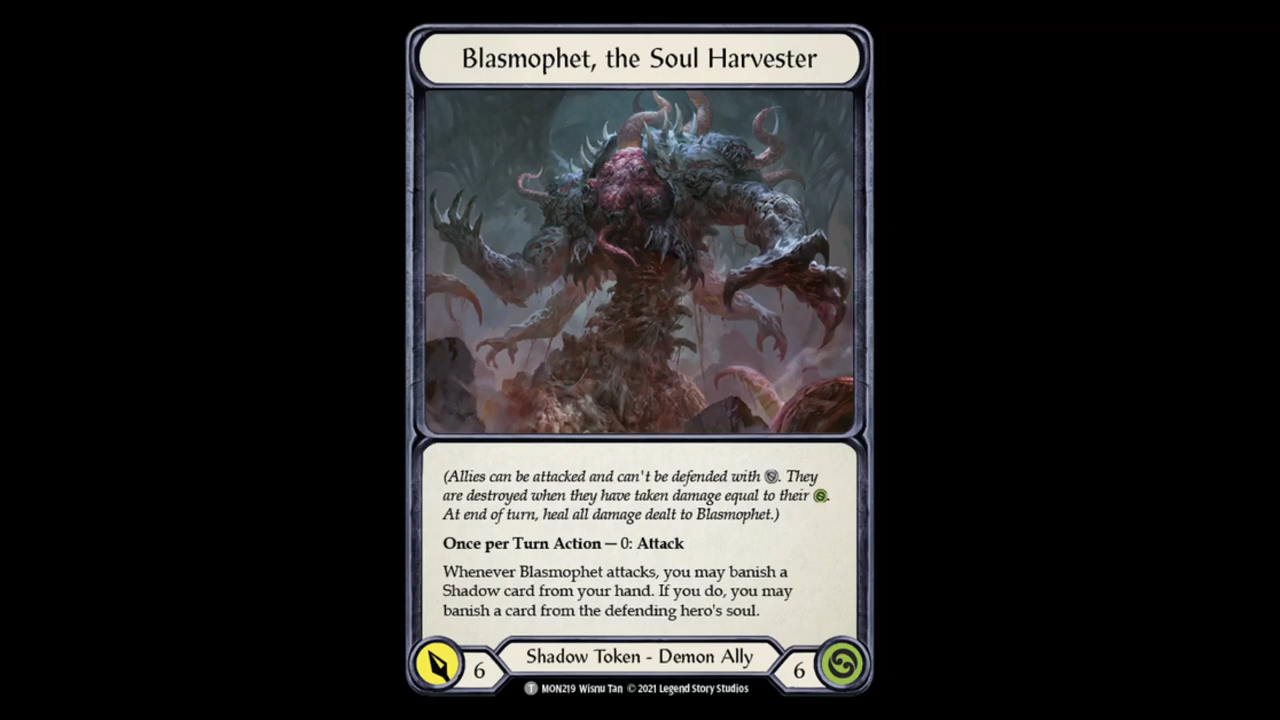 Blasmophet, the Soul Harvester
(Allies can be attacked and can't be defended with . They
are destroyed when they have taken damage equal to their .
At end of turn, heal all damage dealt to Blasmophet.)
Once per Turn Action — 0: Attack
Whenever Blasmophet attacks, you may banish a
Shadow card from your hand. If you do, you may
banish a card from the defending hero's soul.
6 Shadow Token - Demon Ally 6
T MON219 Wisnu Tan © 2021 Legend Story Studios